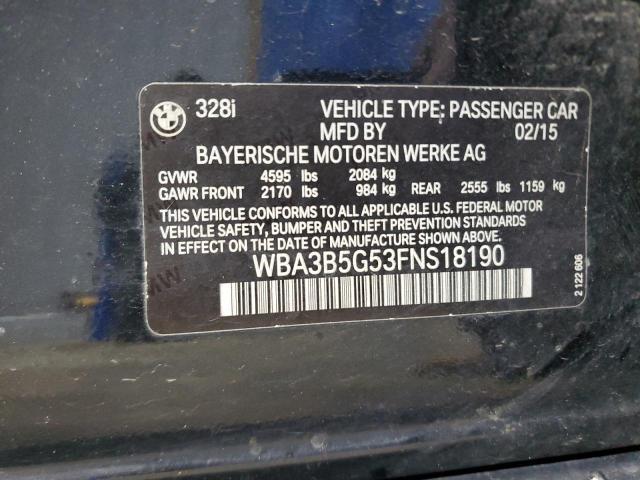 328i VEHICLE TYPE: PASSENGER CAR
MFD BY 02/15
BAYERISCHE MOTOREN WERKE AG
GVWR 4595 lbs 2084 kg
GAWR FRONT 2170 lbs 984 kg REAR 2555 lbs 1159 kg
THIS VEHICLE CONFORMS TO ALL APPLICABLE U.S. FEDERAL MOTOR
VEHICLE SAFETY, BUMPER AND THEFT PREVENTION STANDARDS
IN EFFECT ON THE DATE OF MANUFACTURE SHOWN ABOVE.
WBA3B5G53FNS18190
2 122 606